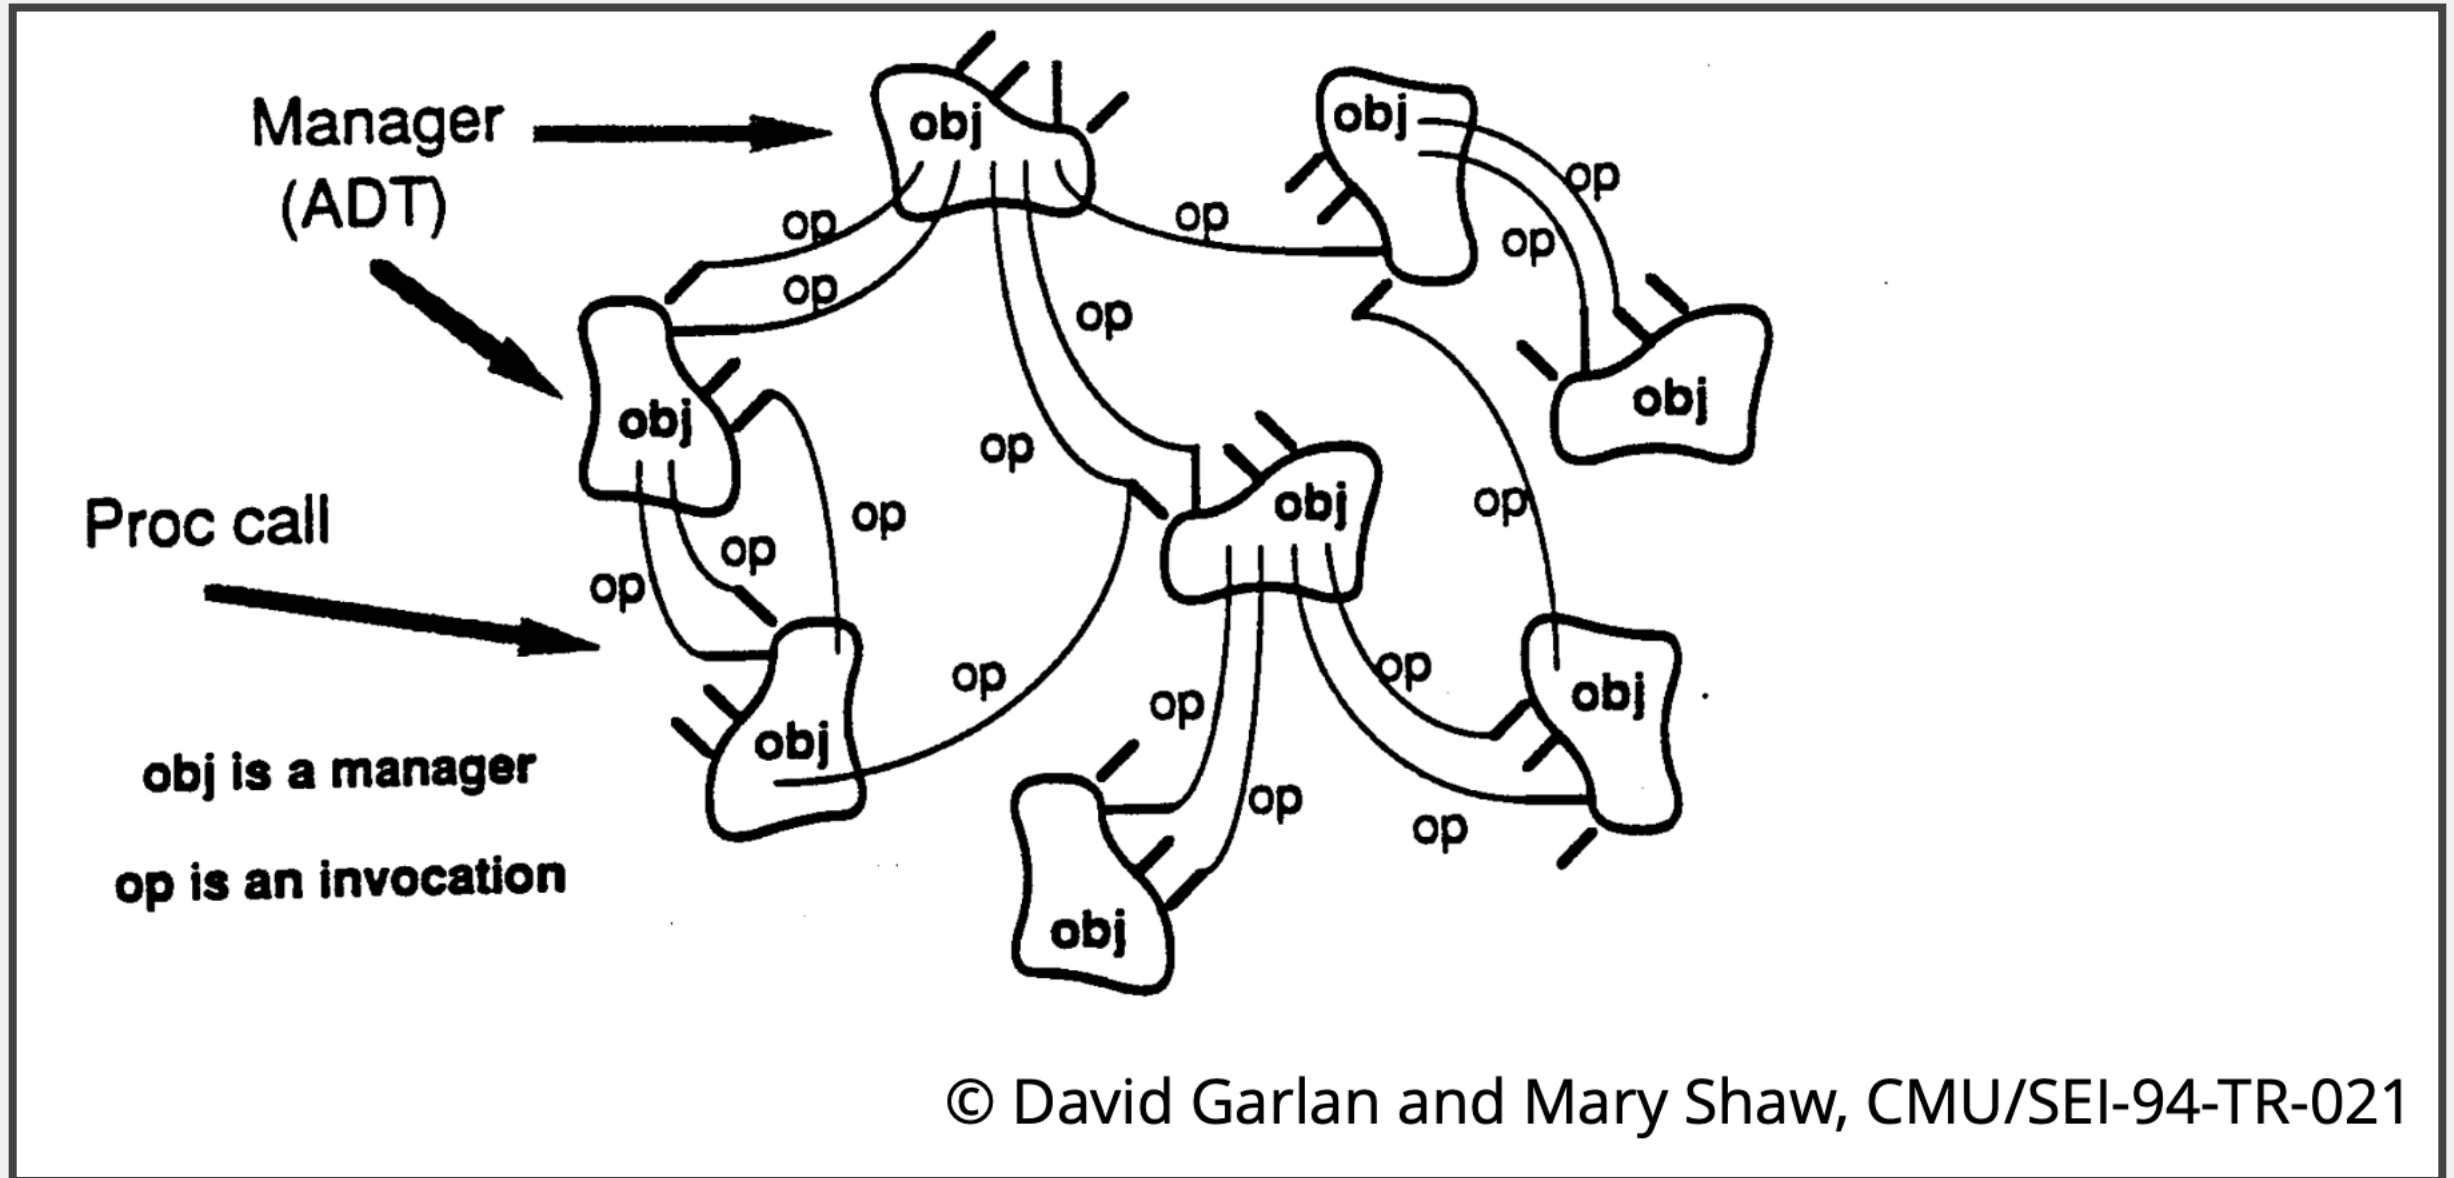 Manager
(ADT)
Proc call
obj is a manager
op is an invocation
obj
obj
op
op
op
op
op
op
obj
obj
op
op
op
op
obj
op
op
obj
op
op
obj
op
op
op
obj
© David Garlan and Mary Shaw, CMU/SEI-94-TR-021